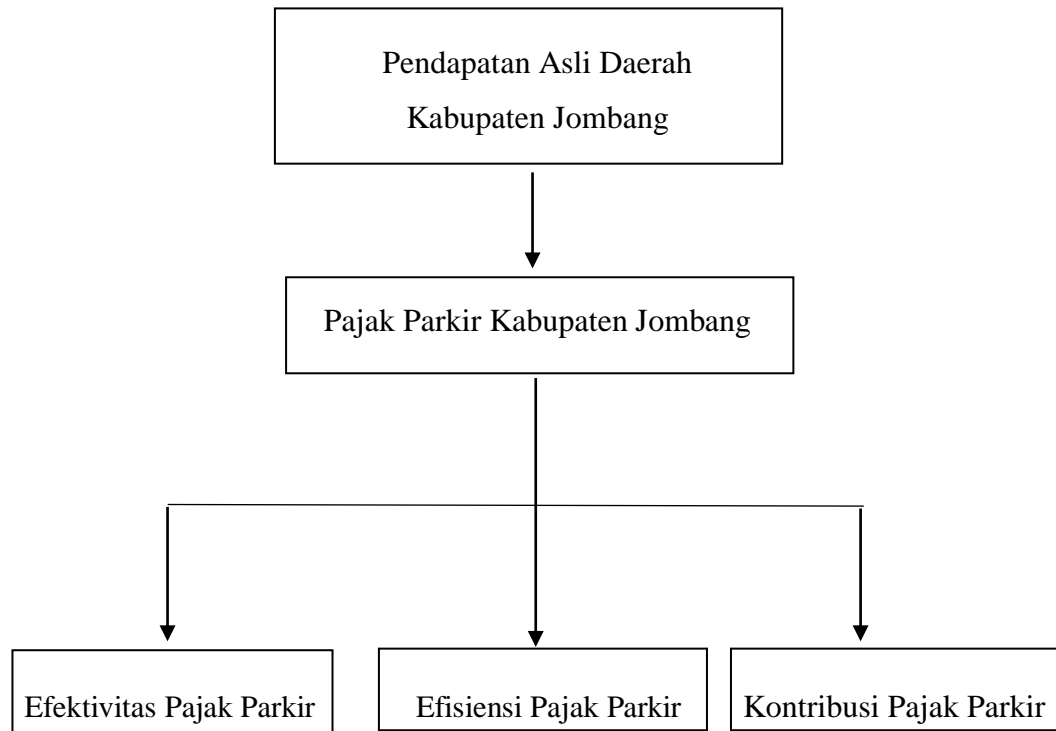 Pendapatan Asli Daerah
Kabupaten Jombang
Pajak Parkir Kabupaten Jombang
Efektivitas Pajak Parkir
Efisiensi Pajak Parkir
Kontribusi Pajak Parkir